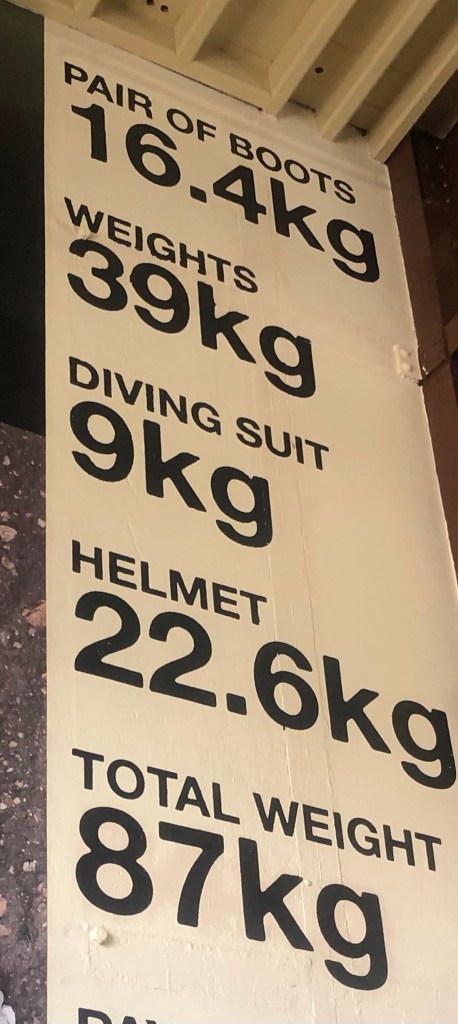 PAIR OF BOOTS
16.4kg
WEIGHTS
39kg
DIVING SUIT
9kg
HELMET
22.6kg
TOTAL WEIGHT
87kg